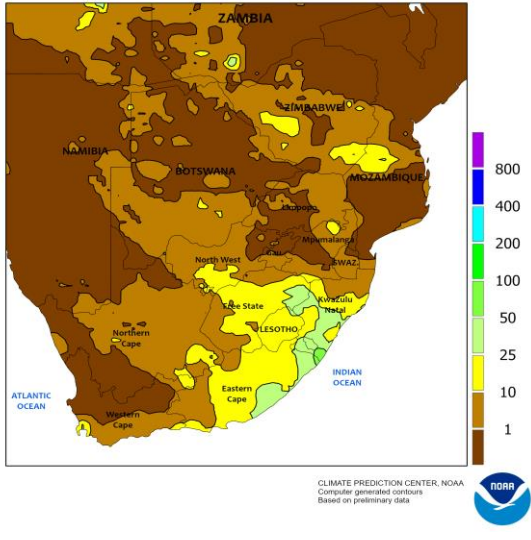 ZAMBIA
ZIMBABWE
NAMIBIA
BOTSWANA
MOZAMBIQUE
Limpopo
Mpumalanga
North West
SWAZ.
Free State
KwaZulu
Natal
LESOTHO
Northern
Cape
Eastern
Cape
Western
Cape
ATLANTIC
OCEAN
INDIAN
OCEAN
800
400
200
100
50
25
10
1
CLIMATE PREDICTION CENTER, NOAA
Computer generated contours
Based on preliminary data
NOAA